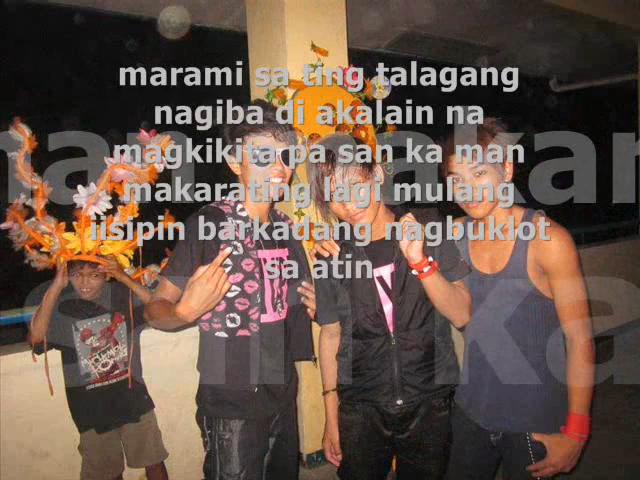 marami sa ting talagang
nagiba di akalain na
magkikita pa san ka man
makarating lagi mulang
iisipin barkadang nagbuklot
sa atin